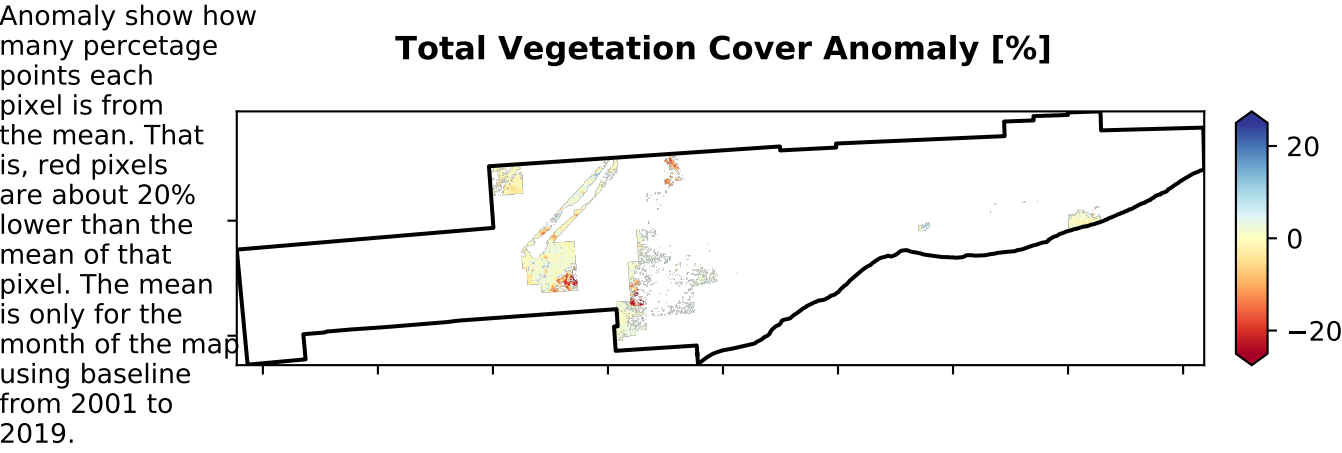 Anomaly show how
many percetage
points each
pixel is from
the mean. That
is, red pixels
are about 20%
lower than the
mean of that
pixel. The mean
is only for the
month of the map
using baseline
from 2001 to
2019.
Total Vegetation Cover Anomaly [%]
20
0
−20